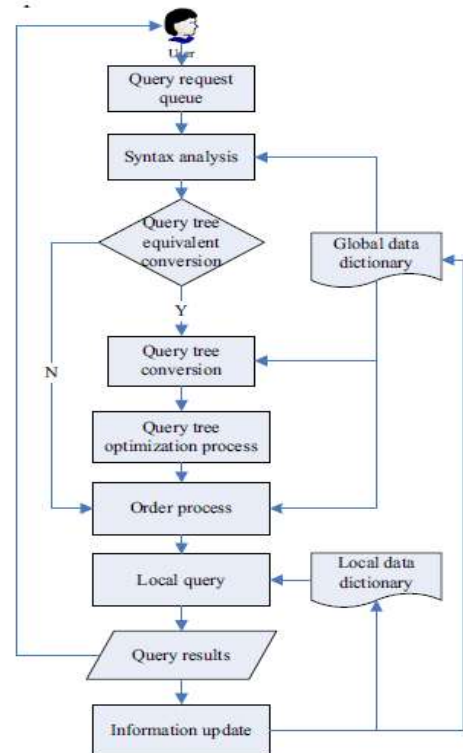 User
Query request
queue
Syntax analysis
Query tree
equivalent
conversion
Global data
dictionary
Y
Query tree
conversion
N
Query tree
optimization process
Order process
Local query
Local data
dictionary
Query results
Information update